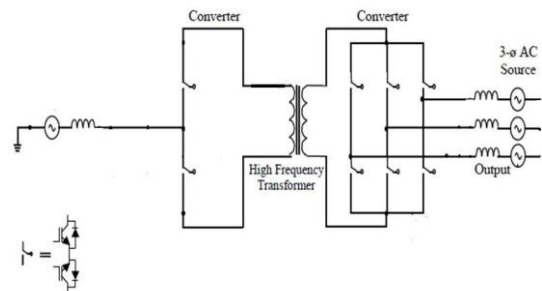 Converter
Converter
3-ø AC
Source
High Frequency
Transformer
Output